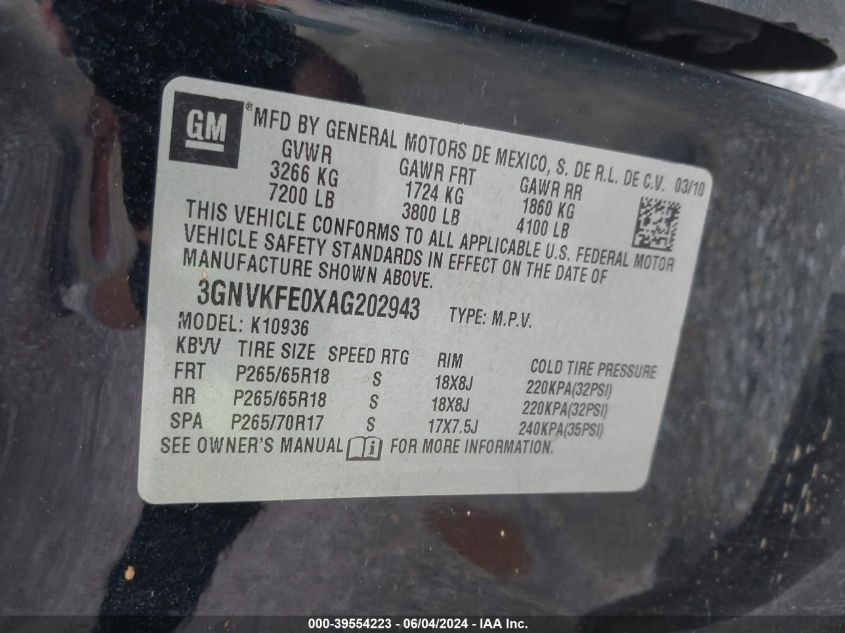 GM ® MFD BY GENERAL MOTORS DE MEXICO, S. DE R.L. DE C.V. 03/10
GVWR GAWR FRT GAWR RR
3266 KG 1724 KG 1860 KG
7200 LB 3800 LB 4100 LB
THIS VEHICLE CONFORMS TO ALL APPLICABLE U.S. FEDERAL MOTOR
VEHICLE SAFETY STANDARDS IN EFFECT ON THE DATE OF
MANUFACTURE SHOWN ABOVE.
3GNVKFE0XAG202943 TYPE: M.P.V.
MODEL: K10936
KBVV TIRE SIZE SPEED RTG RIM COLD TIRE PRESSURE
FRT P265/65R18 S 18X8J 220KPA(32PSI)
RR P265/65R18 S 18X8J 220KPA(32PSI)
SPA P265/70R17 S 17X7.5J 240KPA(35PSI)
SEE OWNER'S MANUAL i FOR MORE INFORMATION.
000-39554223 - 06/04/2024 - IAA Inc.